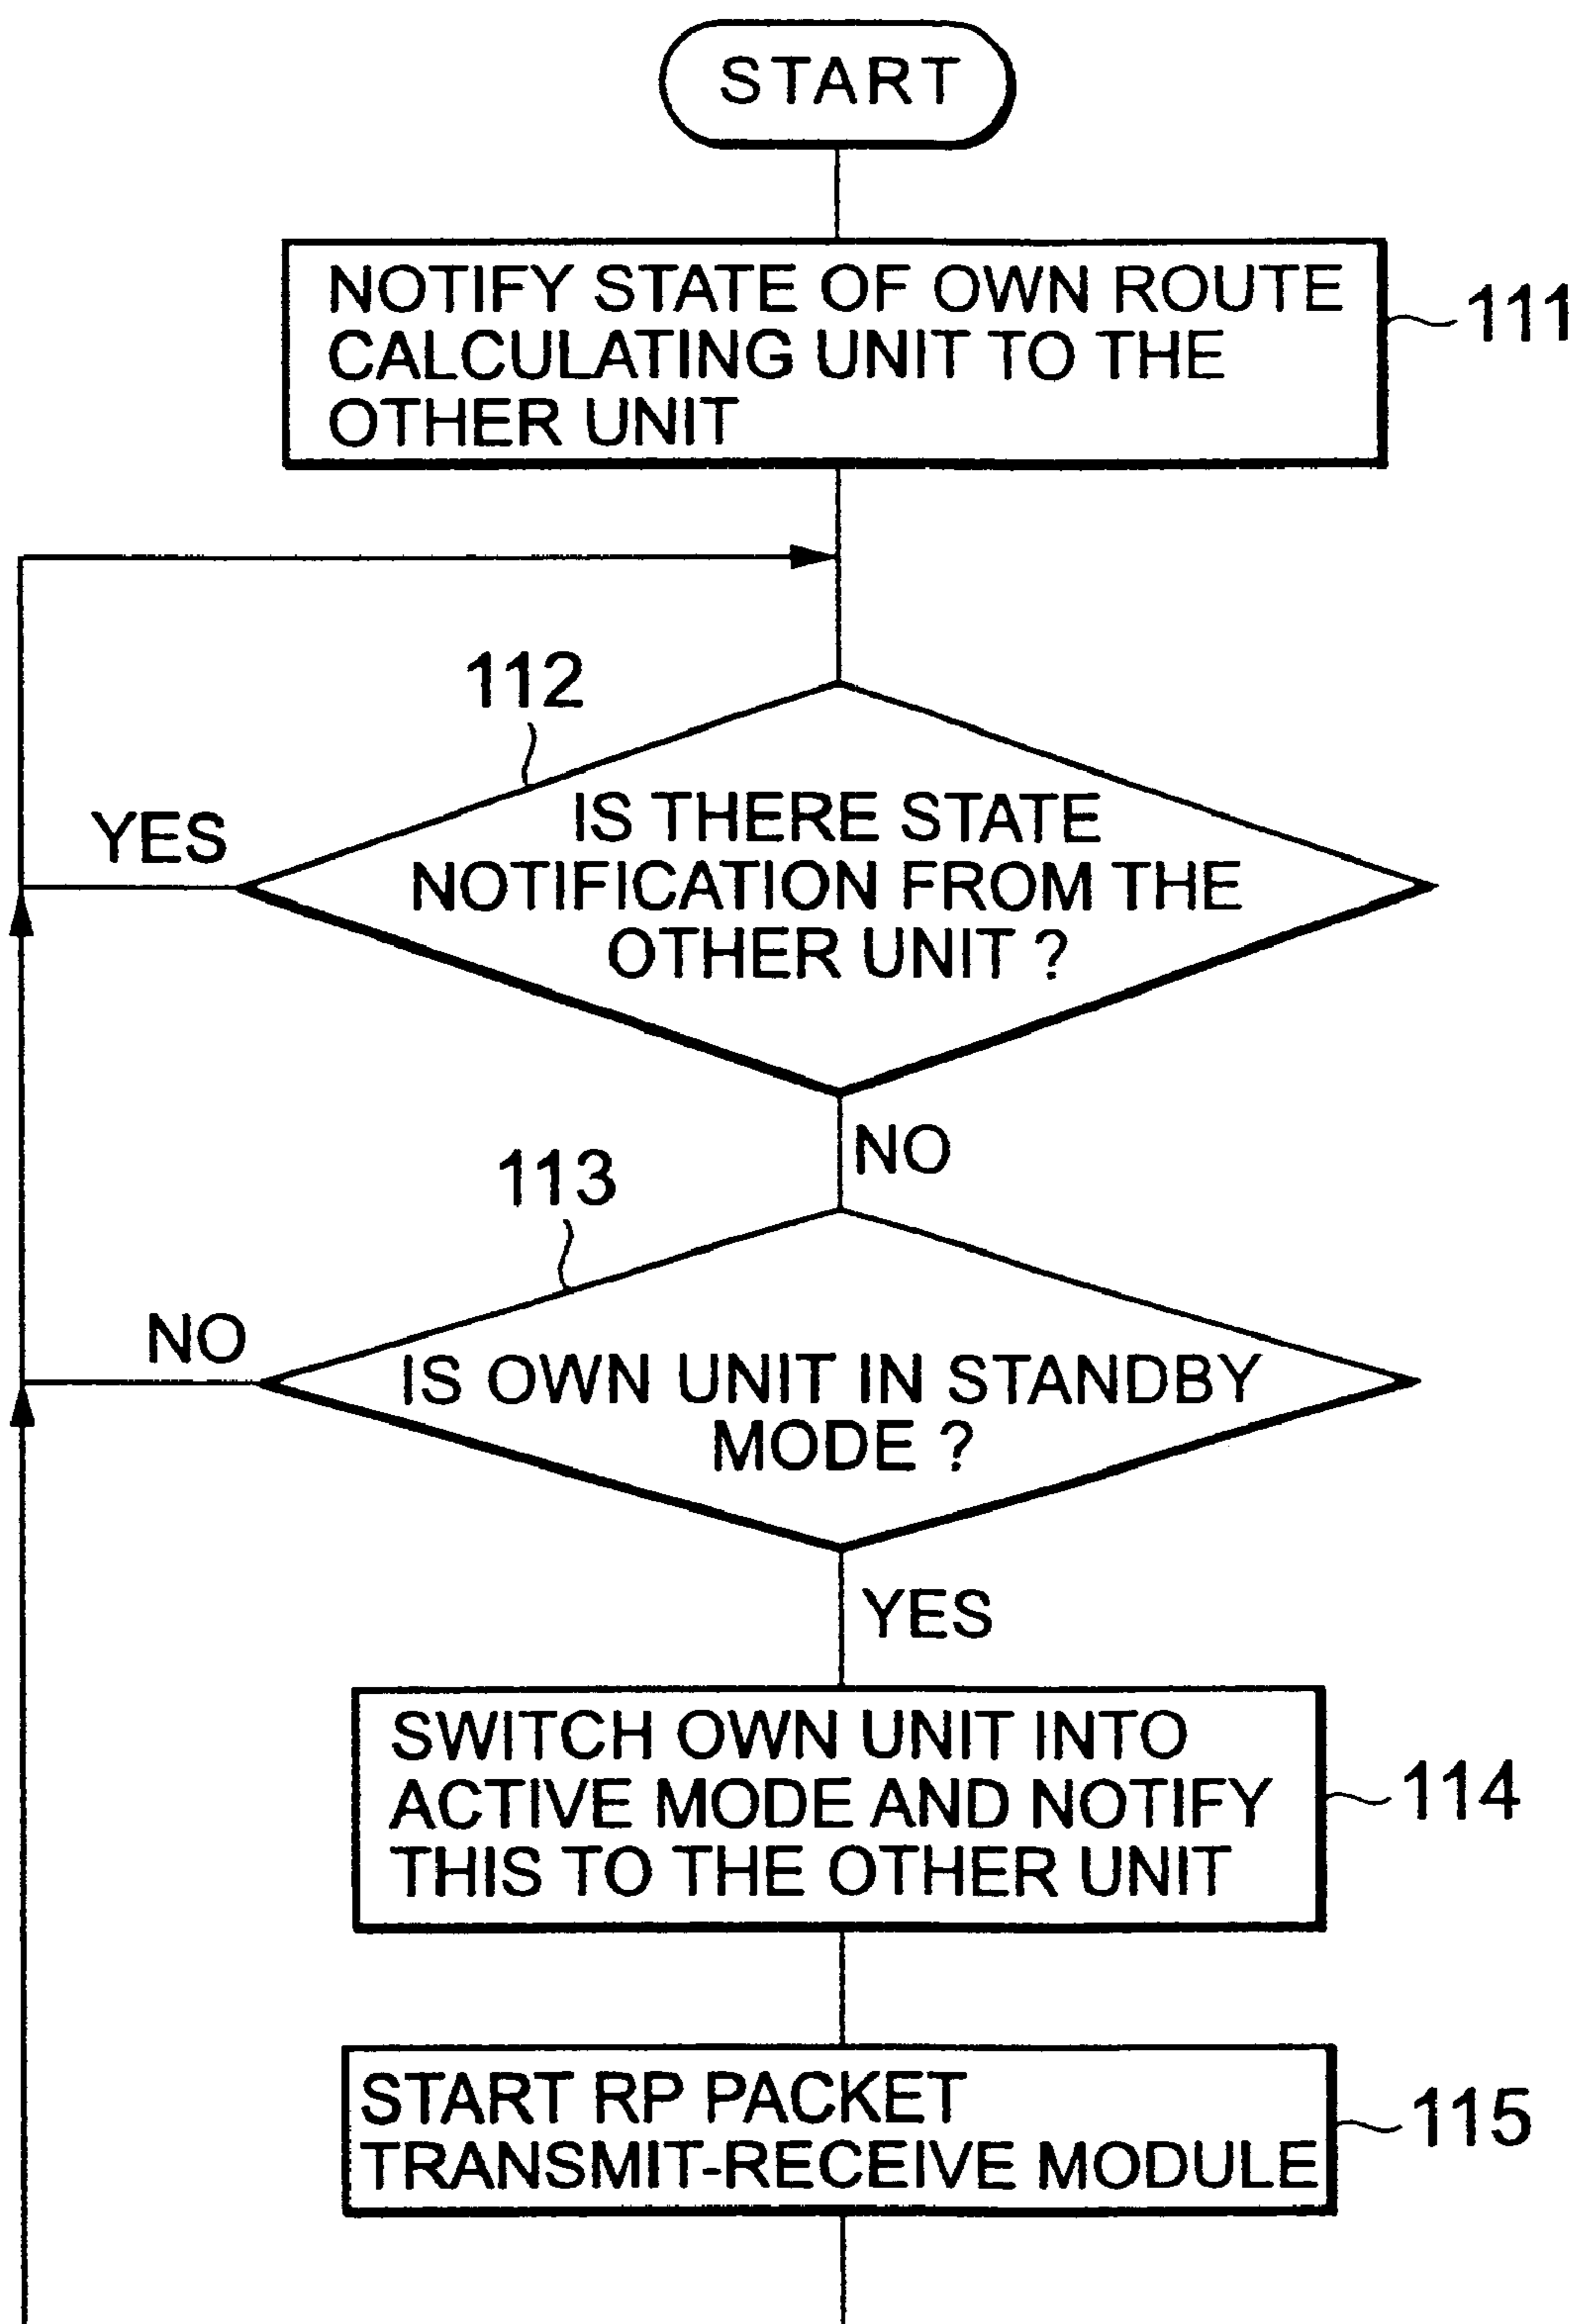 START
NOTIFY STATE OF OWN ROUTE
CALCULATING UNIT TO THE
OTHER UNIT
111
112
YES
IS THERE STATE
NOTIFICATION FROM THE
OTHER UNIT ?
NO
113
NO
IS OWN UNIT IN STANDBY
MODE ?
YES
SWITCH OWN UNIT INTO
ACTIVE MODE AND NOTIFY
THIS TO THE OTHER UNIT
114
START RP PACKET
TRANSMIT-RECEIVE MODULE
115